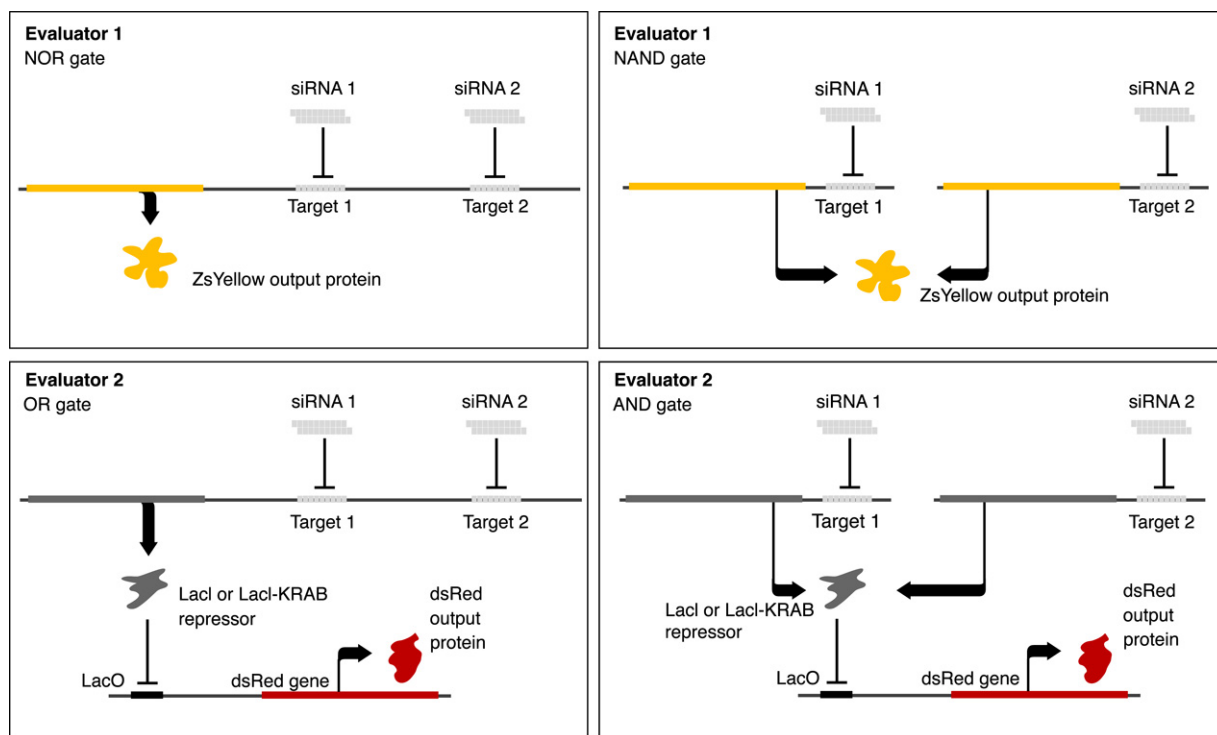 Evaluator 1
NOR gate
siRNA 1
siRNA 2
Target 1
Target 2
ZsYellow output protein
Evaluator 1
NAND gate
siRNA 1
siRNA 2
Target 1
Target 2
ZsYellow output protein
Evaluator 2
OR gate
siRNA 1
siRNA 2
Target 1
Target 2
LacI or LacI-KRAB
repressor
dsRed
output
protein
LacO
dsRed gene
Evaluator 2
AND gate
siRNA 1
siRNA 2
Target 1
Target 2
LacI or LacI-KRAB
repressor
dsRed
output
protein
LacO
dsRed gene